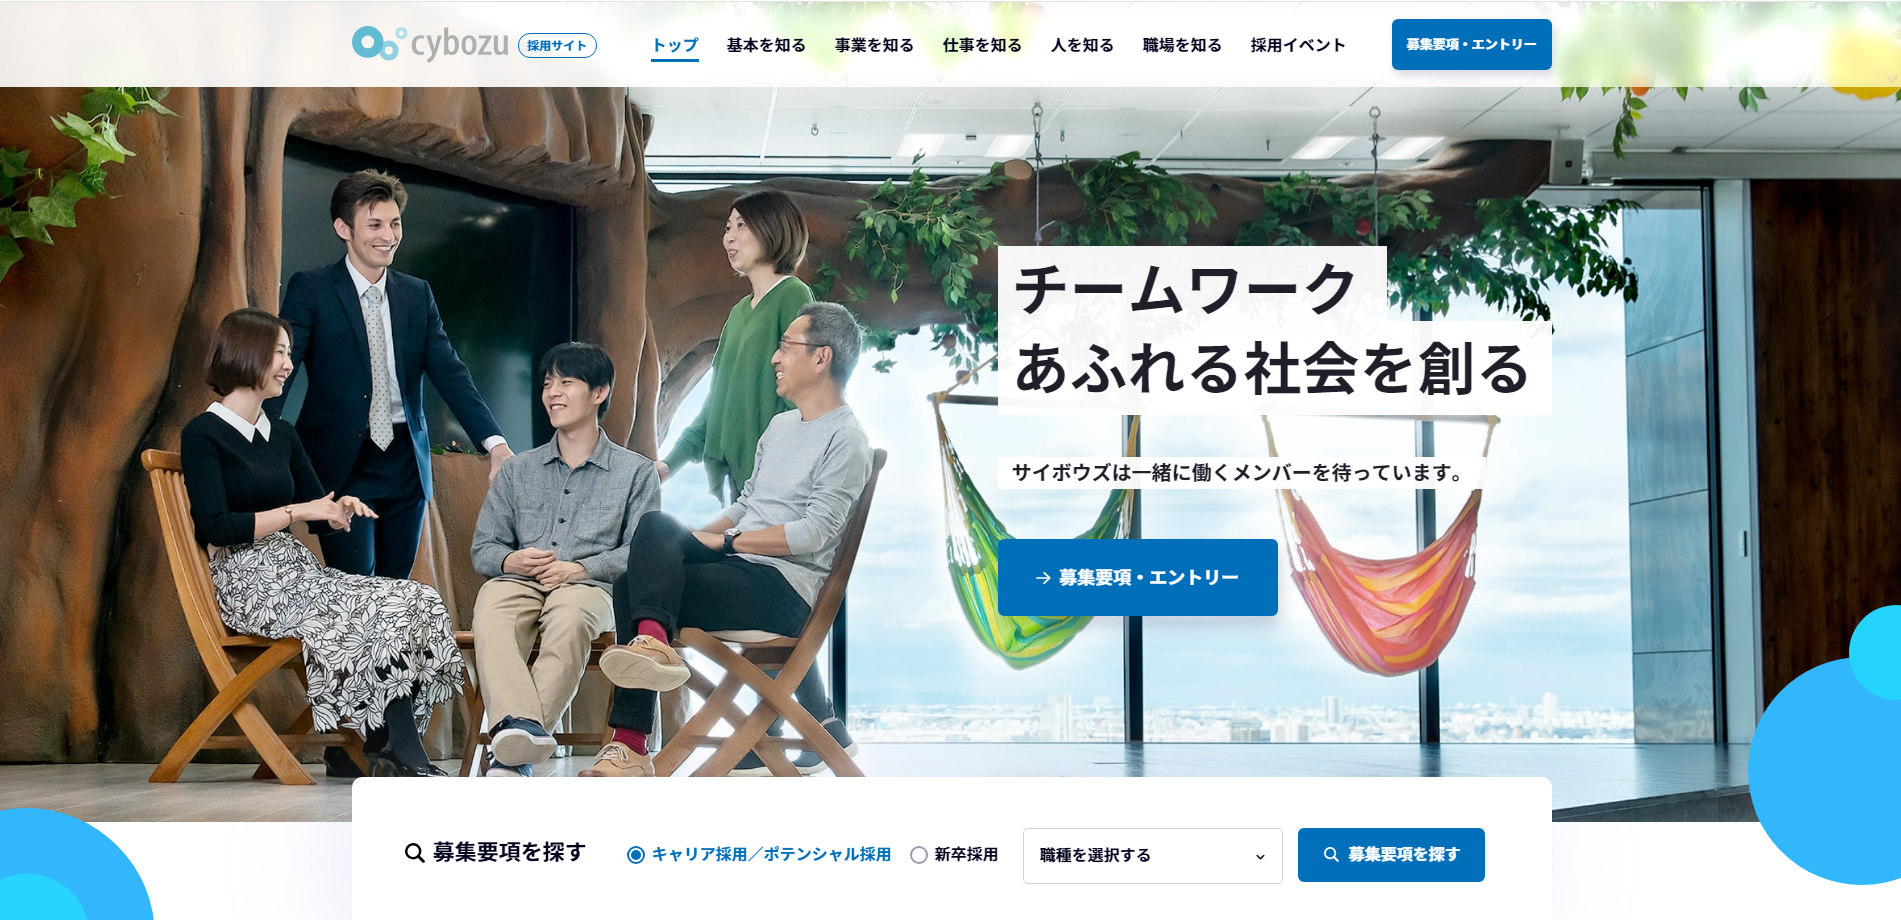 cybozu 採用サイト トップ 基本を知る 事業を知る 仕事を知る 人を知る 職場を知る 採用イベント 募集要項・エントリー
チームワーク
あふれる社会を創る
サイボウズは一緒に働くメンバーを待っています。
→ 募集要項・エントリー
募集要項を探す キャリア採用／ポテンシャル採用 新卒採用 職種を選択する 募集要項を探す